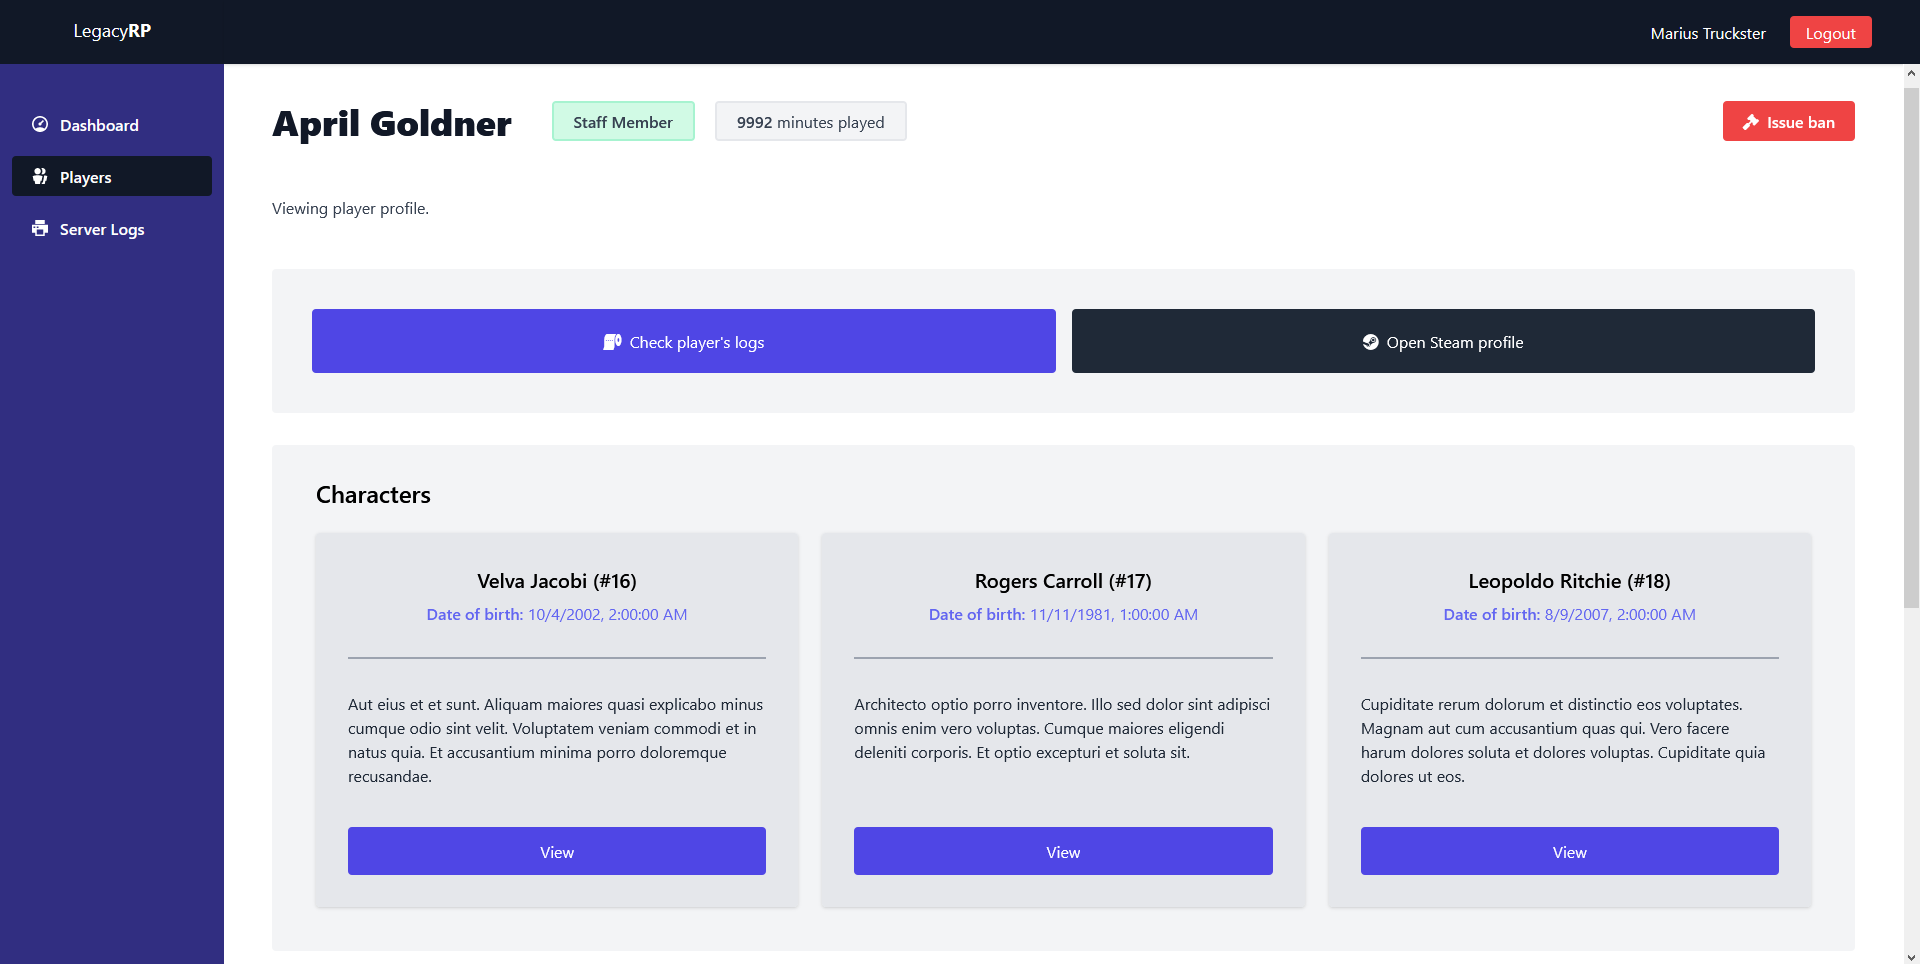 LegacyRP
Marius Truckster
Logout
Dashboard
Players
Server Logs
April Goldner
Staff Member
9992 minutes played
Issue ban
Viewing player profile.
Check player's logs
Open Steam profile
Characters
Velva Jacobi (#16)
Date of birth: 10/4/2002, 2:00:00 AM
Aut eius et et sunt. Aliquam maiores quasi explicabo minus
cumque odio sint velit. Voluptatem veniam commodi et in
natus quia. Et accusantium minima porro doloremque
recusandae.
View
Rogers Carroll (#17)
Date of birth: 11/11/1981, 1:00:00 AM
Architecto optio porro inventore. Illo sed dolor sint adipisci
omnis enim vero voluptas. Cumque maiores eligendi
deleniti corporis. Et optio excepturi et soluta sit.
View
Leopoldo Ritchie (#18)
Date of birth: 8/9/2007, 2:00:00 AM
Cupiditate rerum dolorum et distinctio eos voluptates.
Magnam aut cum accusantium quas qui. Vero facere
harum dolores soluta et dolores voluptas. Cupiditate quia
dolores ut eos.
View